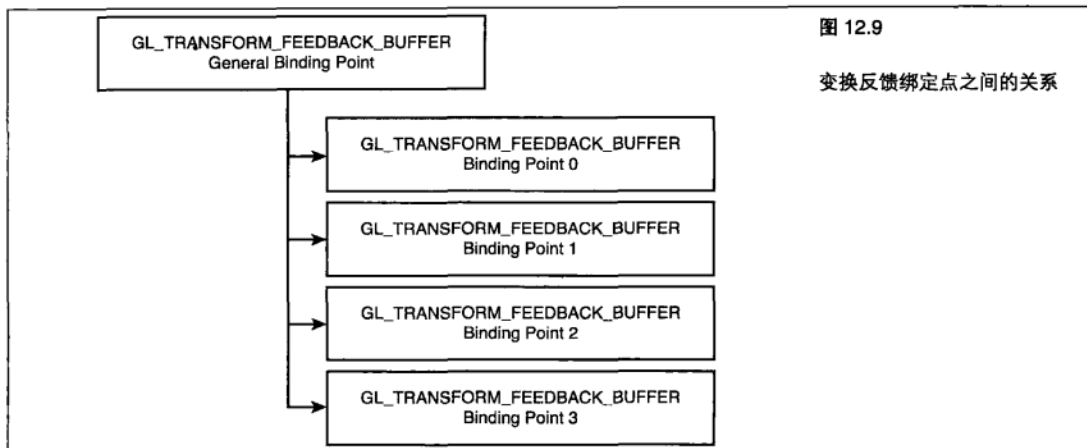 GL_TRANSFORM_FEEDBACK_BUFFER
General Binding Point
图 12.9
变换反馈绑定点之间的关系
GL_TRANSFORM_FEEDBACK_BUFFER
Binding Point 0
GL_TRANSFORM_FEEDBACK_BUFFER
Binding Point 1
GL_TRANSFORM_FEEDBACK_BUFFER
Binding Point 2
GL_TRANSFORM_FEEDBACK_BUFFER
Binding Point 3